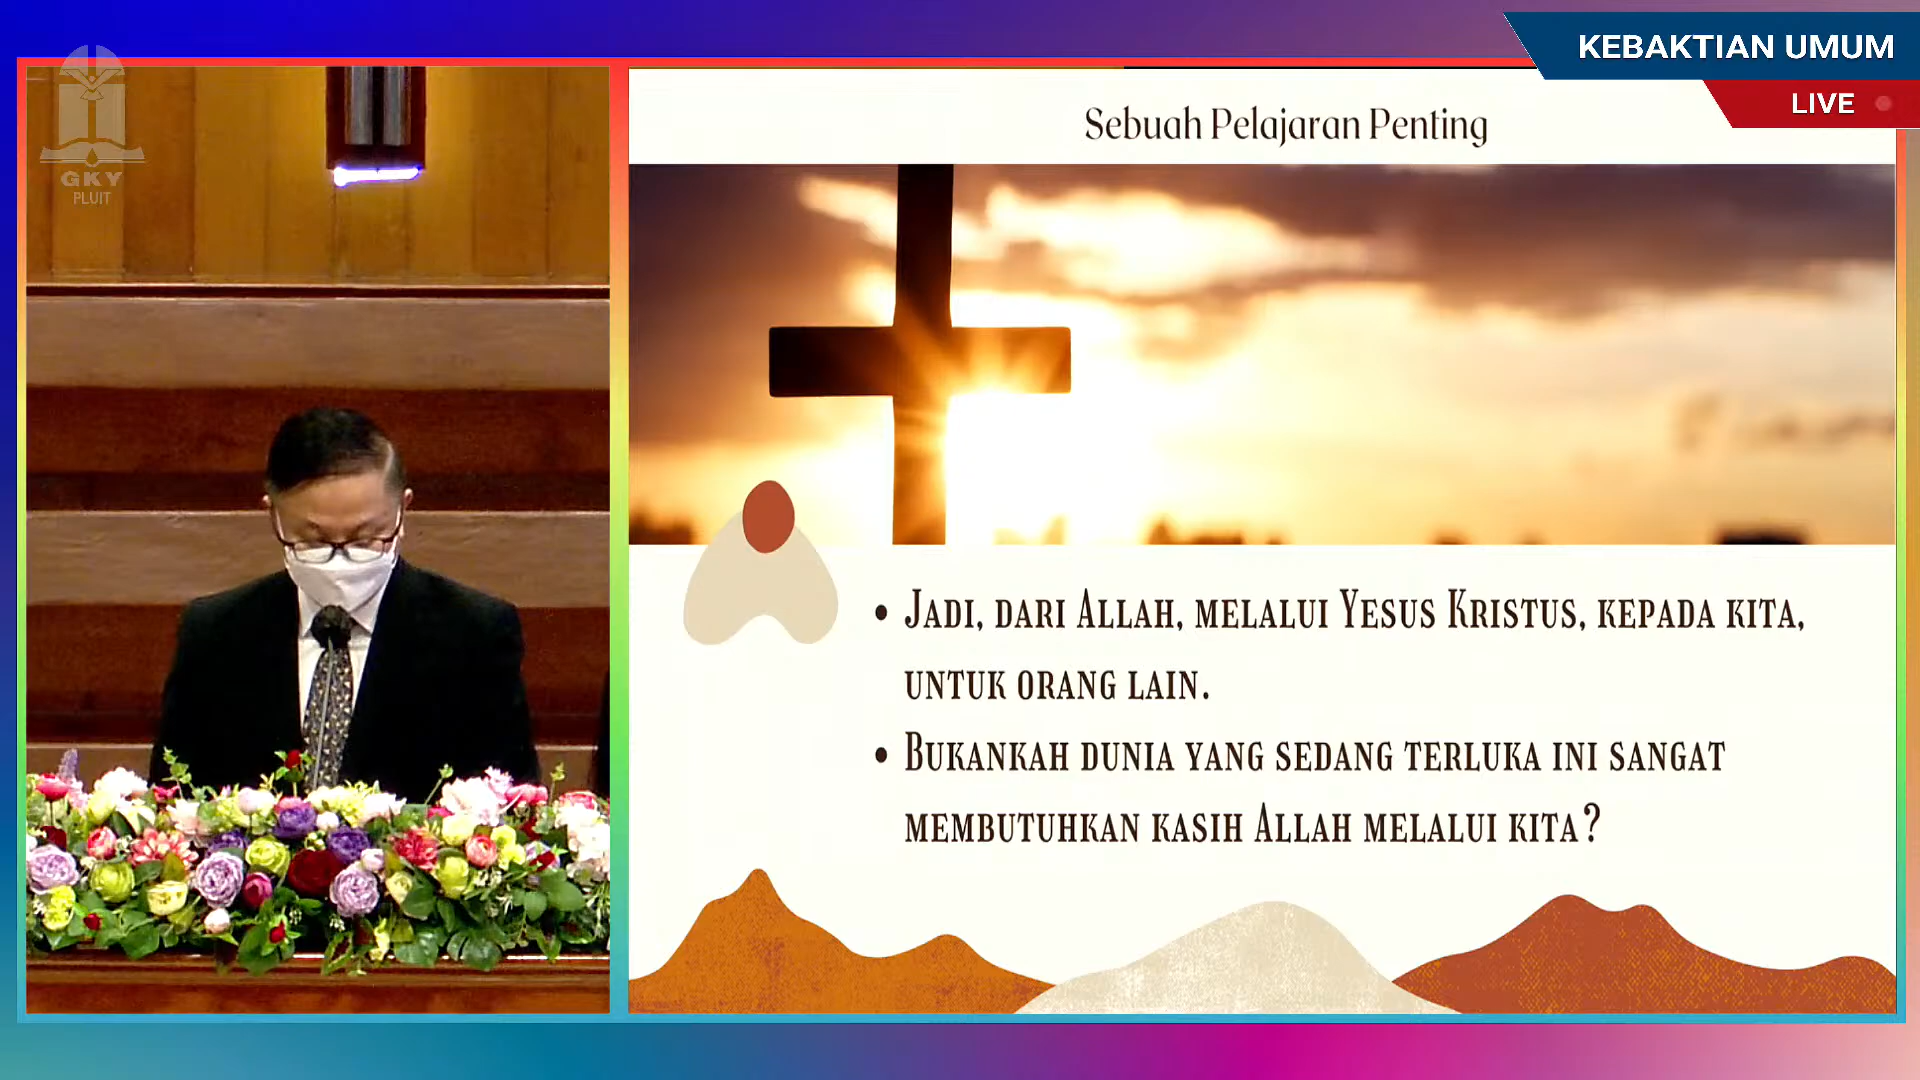 KEBAKTIAN UMUM
LIVE
GKY
PLUIT
Sebuah Pelajaran Penting
• Jadi, dari Allah, melalui Yesus Kristus, kepada kita,
untuk orang lain.
• Bukankah dunia yang sedang terluka ini sangat
membutuhkan kasih Allah melalui kita?